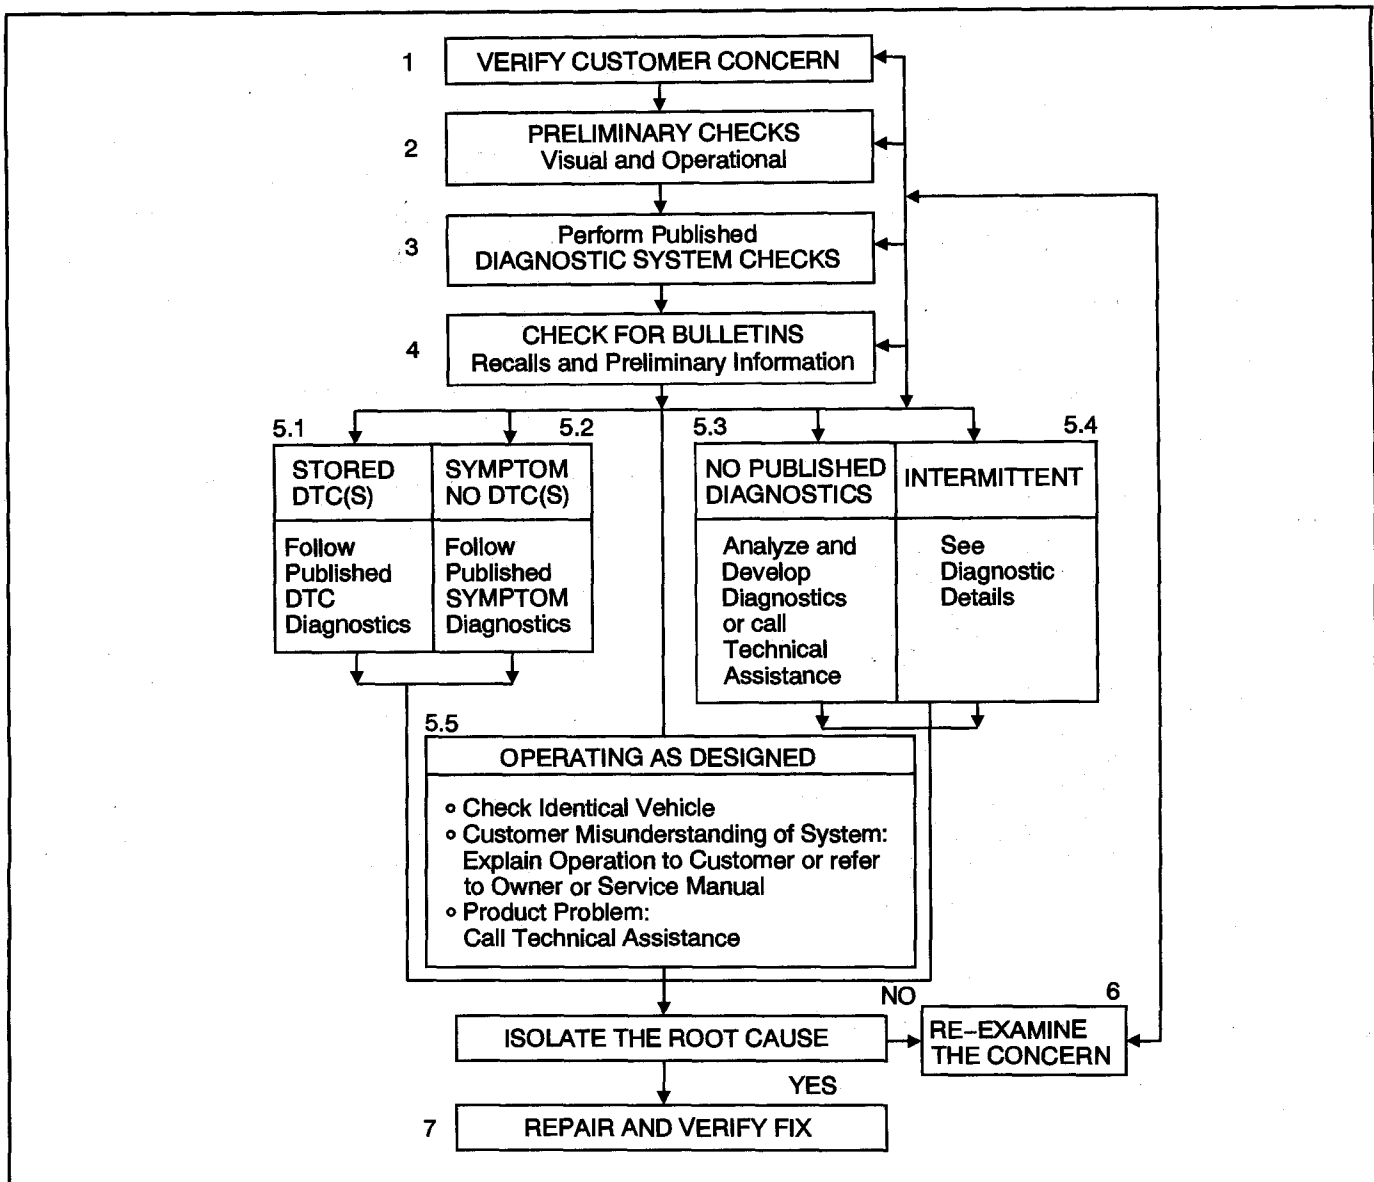 1
VERIFY CUSTOMER CONCERN
2
PRELIMINARY CHECKS
Visual and Operational
3
Perform Published
DIAGNOSTIC SYSTEM CHECKS
4
CHECK FOR BULLETINS
Recalls and Preliminary Information
5.1
STORED
DTC(S)
Follow
Published
DTC
Diagnostics
5.2
SYMPTOM
NO DTC(S)
Follow
Published
SYMPTOM
Diagnostics
5.3
NO PUBLISHED
DIAGNOSTICS
Analyze and
Develop
Diagnostics
or call
Technical
Assistance
5.4
INTERMITTENT
See
Diagnostic
Details
5.5
OPERATING AS DESIGNED
∘ Check Identical Vehicle
∘ Customer Misunderstanding of System:
Explain Operation to Customer or refer
to Owner or Service Manual
∘ Product Problem:
Call Technical Assistance
ISOLATE THE ROOT CAUSE
NO
6
RE-EXAMINE
THE CONCERN
YES
7
REPAIR AND VERIFY FIX